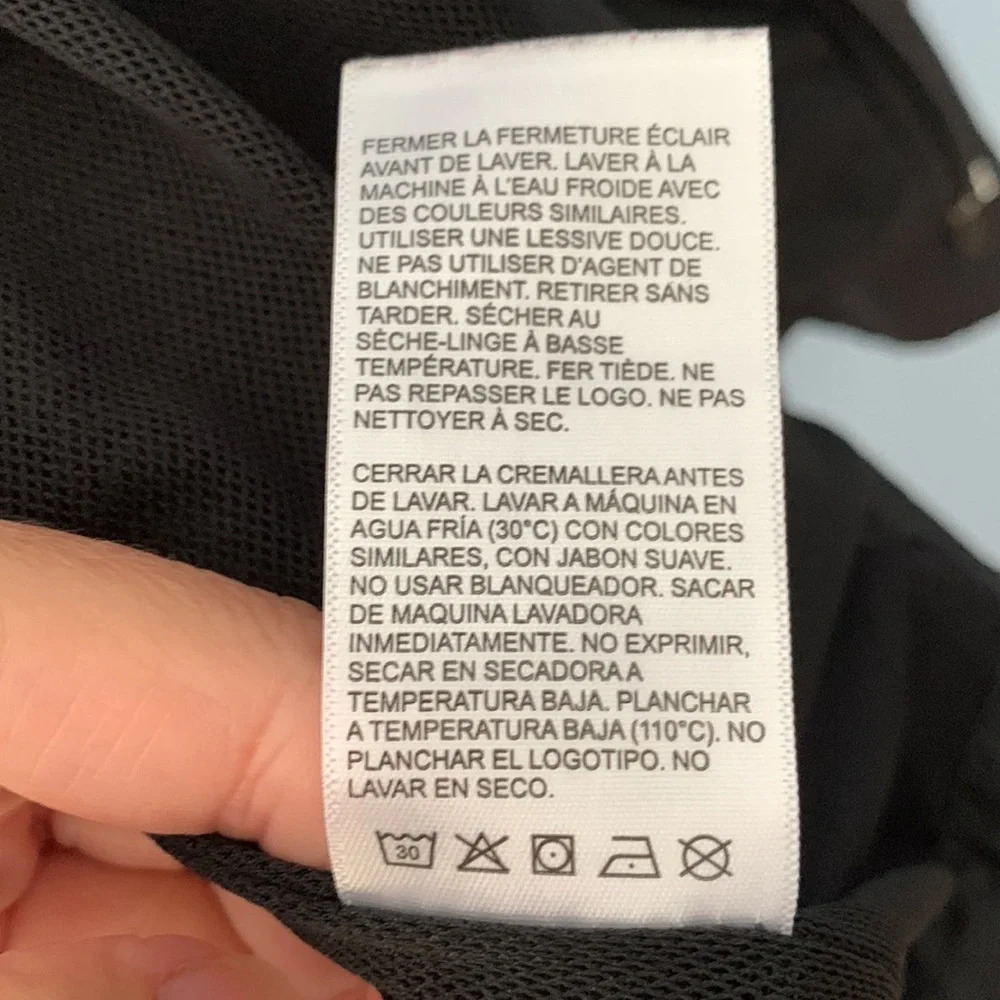 FERMER LA FERMETURE ÉCLAIR
AVANT DE LAVER. LAVER À LA
MACHINE À L'EAU FROIDE AVEC
DES COULEURS SIMILAIRES.
UTILISER UNE LESSIVE DOUCE.
NE PAS UTILISER D'AGENT DE
BLANCHIMENT. RETIRER SANS
TARDER. SÉCHER AU
SÈCHE-LINGE À BASSE
TEMPÉRATURE. FER TIÈDE. NE
PAS REPASSER LE LOGO. NE PAS
NETTOYER À SEC.
CERRAR LA CREMALLERA ANTES
DE LAVAR. LAVAR A MÁQUINA EN
AGUA FRÍA (30°C) CON COLORES
SIMILARES, CON JABON SUAVE.
NO USAR BLANQUEADOR. SACAR
DE MAQUINA LAVADORA
INMEDIATAMENTE. NO EXPRIMIR,
SECAR EN SECADORA A
TEMPERATURA BAJA. PLANCHAR
A TEMPERATURA BAJA (110°C). NO
PLANCHAR EL LOGOTIPO. NO
LAVAR EN SECO.
30